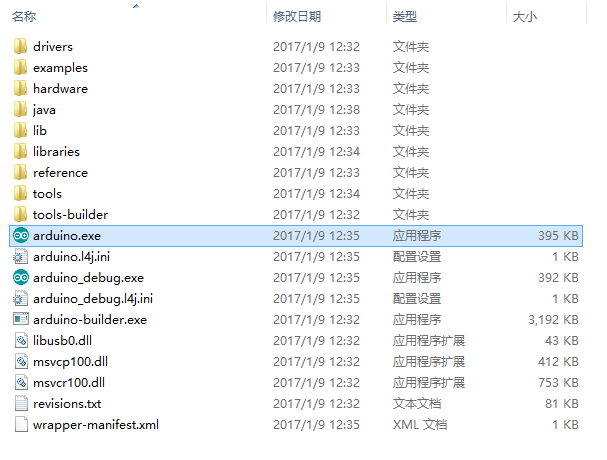 名称 修改日期 类型 大小
drivers 2017/1/9 12:32 文件夹
examples 2017/1/9 12:33 文件夹
hardware 2017/1/9 12:33 文件夹
java 2017/1/9 12:38 文件夹
lib 2017/1/9 12:33 文件夹
libraries 2017/1/9 12:34 文件夹
reference 2017/1/9 12:33 文件夹
tools 2017/1/9 12:34 文件夹
tools-builder 2017/1/9 12:32 文件夹
arduino.exe 2017/1/9 12:35 应用程序 395 KB
arduino.l4j.ini 2017/1/9 12:35 配置设置 1 KB
arduino_debug.exe 2017/1/9 12:35 应用程序 392 KB
arduino_debug.l4j.ini 2017/1/9 12:35 配置设置 1 KB
arduino-builder.exe 2017/1/9 12:32 应用程序 3,192 KB
libusb0.dll 2017/1/9 12:32 应用程序扩展 43 KB
msvcp100.dll 2017/1/9 12:32 应用程序扩展 412 KB
msvcr100.dll 2017/1/9 12:32 应用程序扩展 753 KB
revisions.txt 2017/1/9 12:32 文本文档 81 KB
wrapper-manifest.xml 2017/1/9 12:35 XML 文档 1 KB